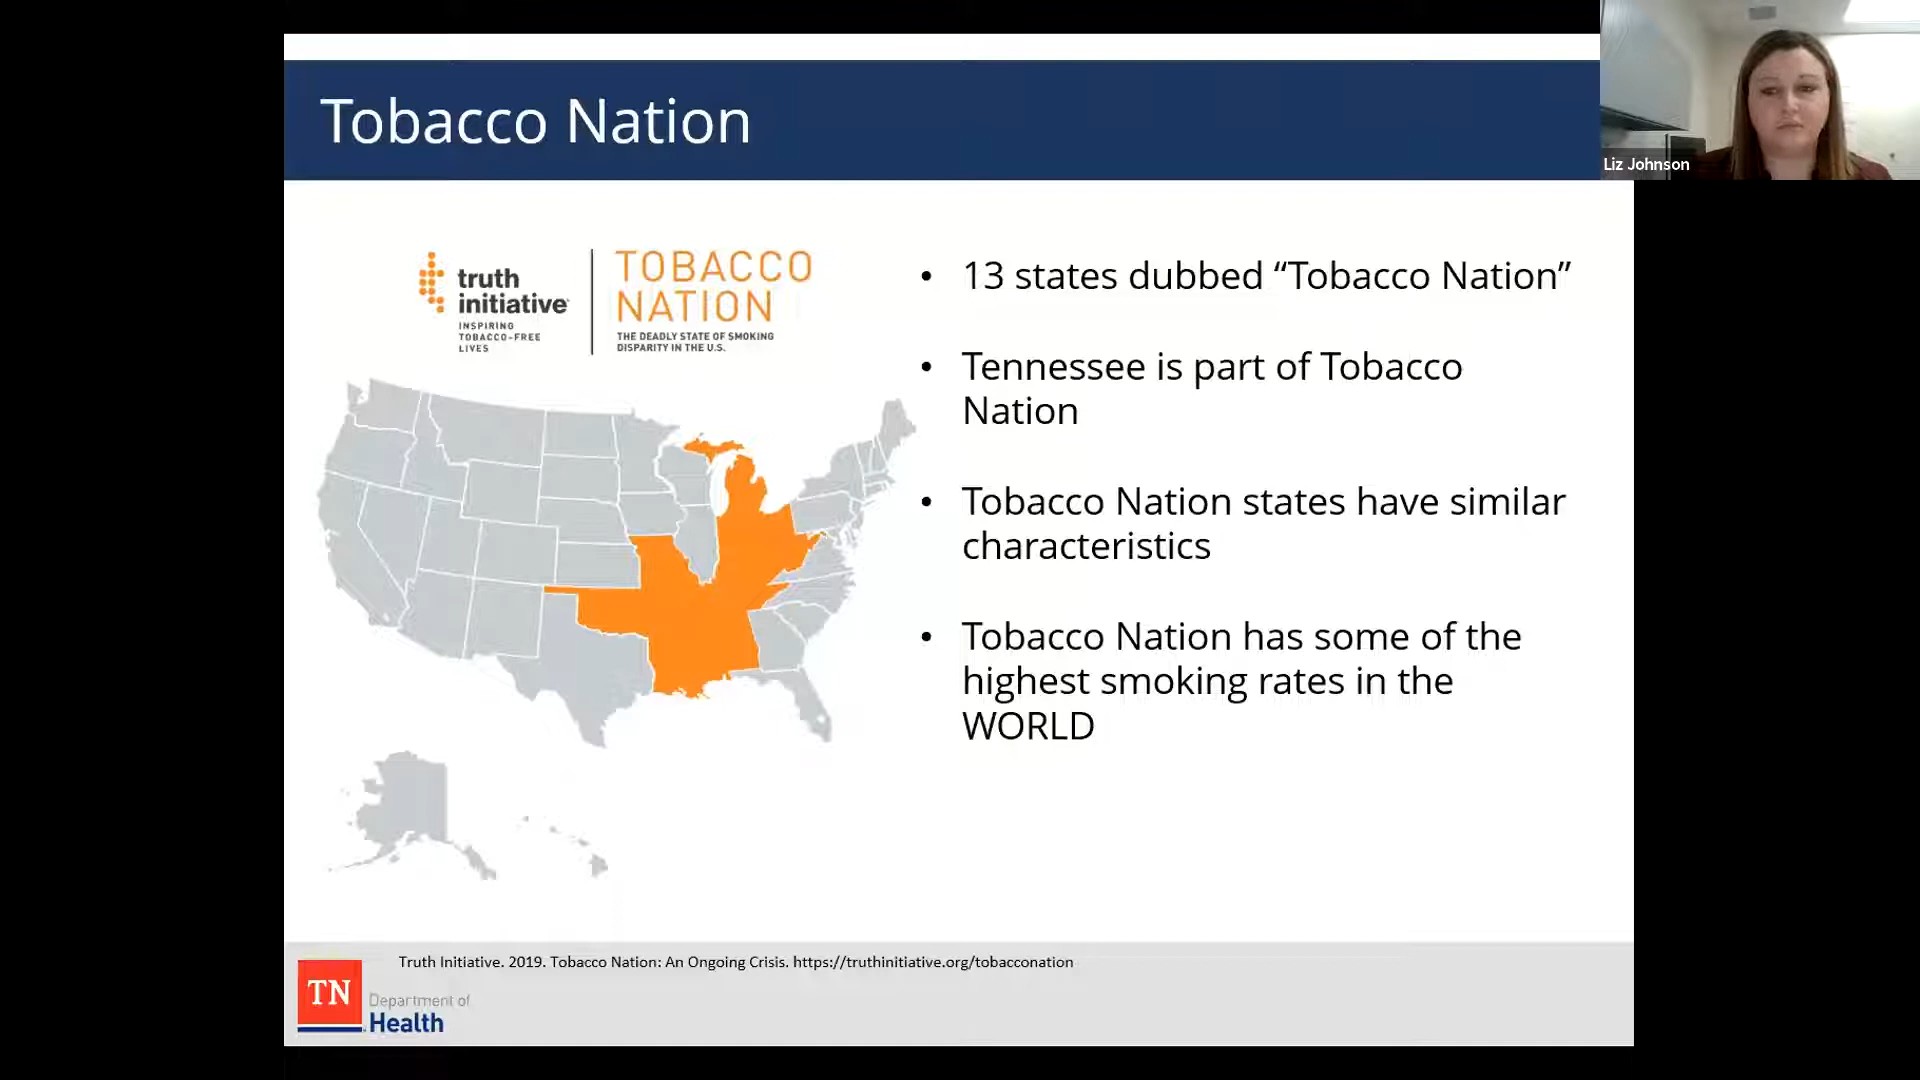 Tobacco Nation
Liz Johnson
truth
initiative
INSPIRING
TOBACCO-FREE
LIVES
TOBACCO
NATION
THE DEADLY STATE OF SMOKING
DISPARITY IN THE U.S.
• 13 states dubbed “Tobacco Nation”
• Tennessee is part of Tobacco
Nation
• Tobacco Nation states have similar
characteristics
• Tobacco Nation has some of the
highest smoking rates in the
WORLD
Truth Initiative. 2019. Tobacco Nation: An Ongoing Crisis. https://truthinitiative.org/tobacconation
TN
Department of
Health